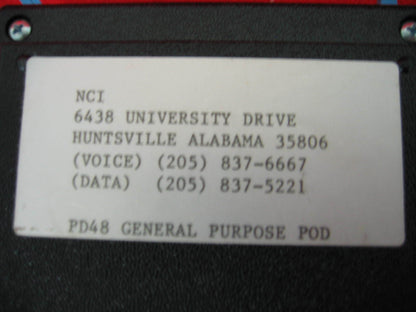 NCI
6438 UNIVERSITY DRIVE
HUNTSVILLE ALABAMA 35806
(VOICE) (205) 837-6667
(DATA) (205) 837-5221
PD48 GENERAL PURPOSE POD